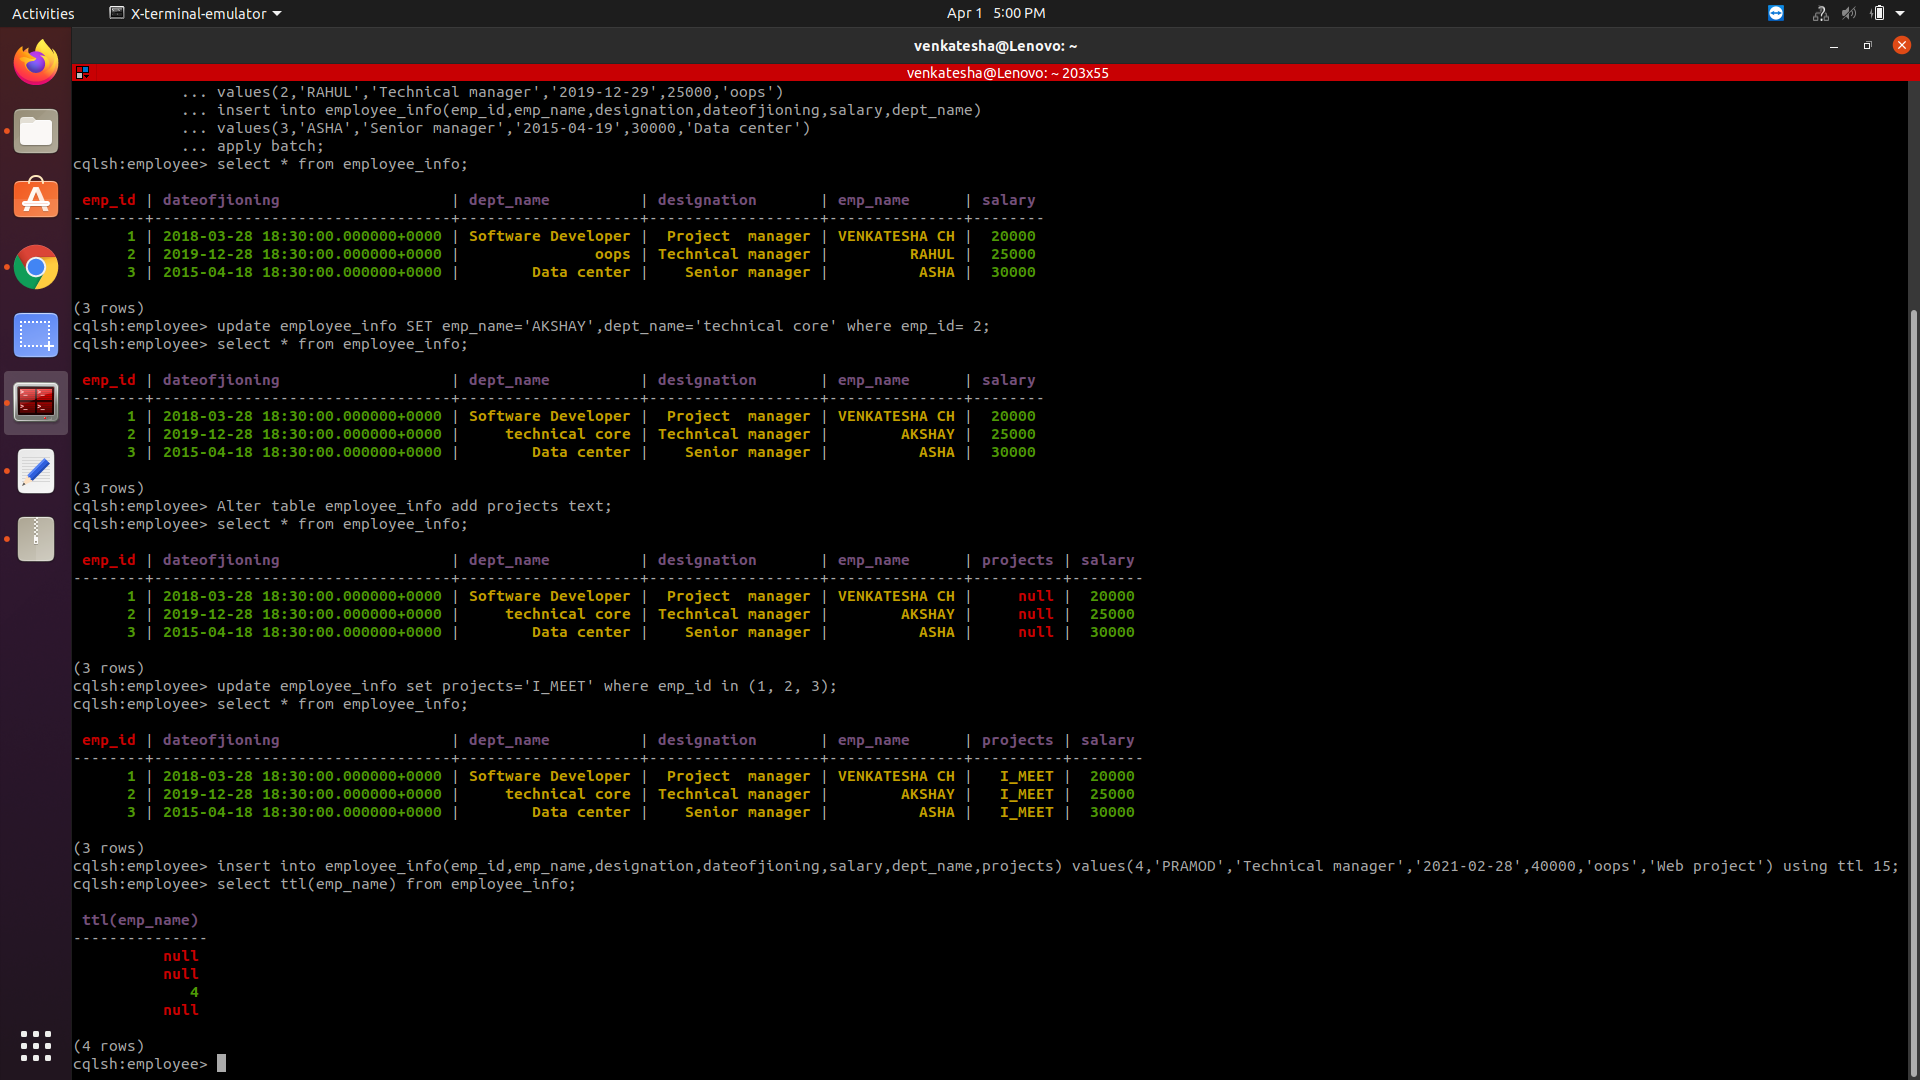 Activities X-terminal-emulator Apr 1 5:00 PM
venkatesha@Lenovo: ~
venkatesha@Lenovo: ~ 203x55
... values(2,'RAHUL','Technical manager','2019-12-29',25000,'oops')
... insert into employee_info(emp_id,emp_name,designation,dateofjioning,salary,dept_name)
... values(3,'ASHA','Senior manager','2015-04-19',30000,'Data center')
... apply batch;
cqlsh:employee> select * from employee_info;
emp_id | dateofjioning | dept_name | designation | emp_name | salary
--------+---------------------------------+--------------------+-------------------+---------------+--------
1 | 2018-03-28 18:30:00.000000+0000 | Software Developer | Project  manager | VENKATESHA CH | 20000
2 | 2019-12-28 18:30:00.000000+0000 | oops | Technical manager | RAHUL | 25000
3 | 2015-04-18 18:30:00.000000+0000 | Data center | Senior manager | ASHA | 30000
(3 rows)
cqlsh:employee> update employee_info SET emp_name='AKSHAY',dept_name='technical core' where emp_id= 2;
cqlsh:employee> select * from employee_info;
emp_id | dateofjioning | dept_name | designation | emp_name | salary
--------+---------------------------------+--------------------+-------------------+---------------+--------
1 | 2018-03-28 18:30:00.000000+0000 | Software Developer | Project  manager | VENKATESHA CH | 20000
2 | 2019-12-28 18:30:00.000000+0000 | technical core | Technical manager | AKSHAY | 25000
3 | 2015-04-18 18:30:00.000000+0000 | Data center | Senior manager | ASHA | 30000
(3 rows)
cqlsh:employee> Alter table employee_info add projects text;
cqlsh:employee> select * from employee_info;
emp_id | dateofjioning | dept_name | designation | emp_name | projects | salary
--------+---------------------------------+--------------------+-------------------+---------------+----------+--------
1 | 2018-03-28 18:30:00.000000+0000 | Software Developer | Project  manager | VENKATESHA CH | null | 20000
2 | 2019-12-28 18:30:00.000000+0000 | technical core | Technical manager | AKSHAY | null | 25000
3 | 2015-04-18 18:30:00.000000+0000 | Data center | Senior manager | ASHA | null | 30000
(3 rows)
cqlsh:employee> update employee_info set projects='I_MEET' where emp_id in (1, 2, 3);
cqlsh:employee> select * from employee_info;
emp_id | dateofjioning | dept_name | designation | emp_name | projects | salary
--------+---------------------------------+--------------------+-------------------+---------------+----------+--------
1 | 2018-03-28 18:30:00.000000+0000 | Software Developer | Project  manager | VENKATESHA CH | I_MEET | 20000
2 | 2019-12-28 18:30:00.000000+0000 | technical core | Technical manager | AKSHAY | I_MEET | 25000
3 | 2015-04-18 18:30:00.000000+0000 | Data center | Senior manager | ASHA | I_MEET | 30000
(3 rows)
cqlsh:employee> insert into employee_info(emp_id,emp_name,designation,dateofjioning,salary,dept_name,projects) values(4,'PRAMOD','Technical manager','2021-02-28',40000,'oops','Web project') using ttl 15;
cqlsh:employee> select ttl(emp_name) from employee_info;
ttl(emp_name)
---------------
null
null
4
null
(4 rows)
cqlsh:employee>